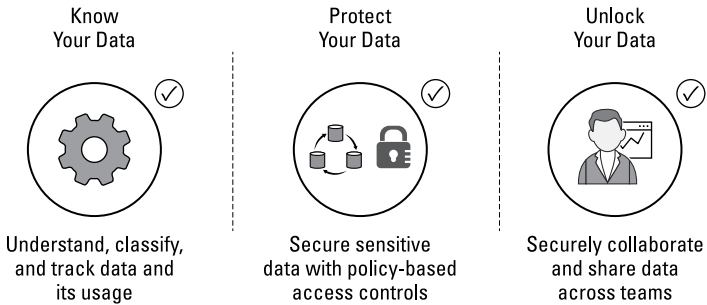 Know
Your Data
Understand, classify,
and track data and
its usage
Protect
Your Data
Secure sensitive
data with policy-based
access controls
Unlock
Your Data
Securely collaborate
and share data
across teams